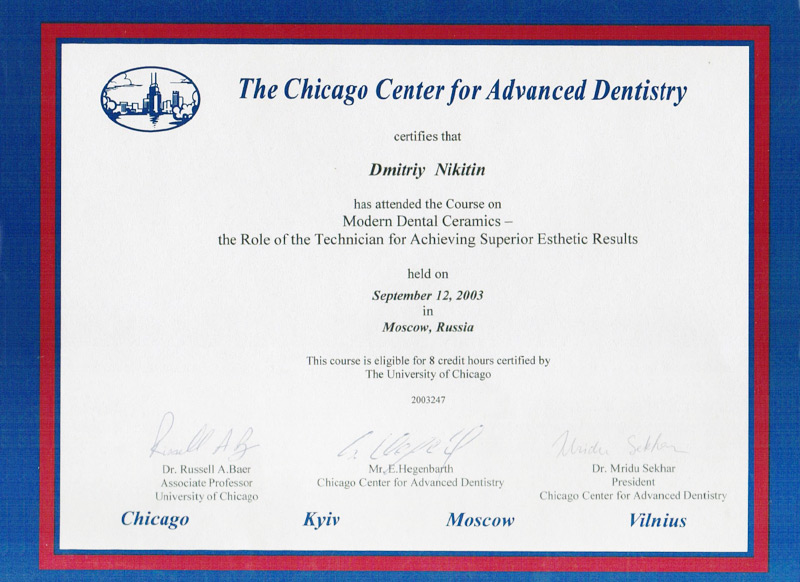 The Chicago Center for Advanced Dentistry
certifies that
Dmitriy Nikitin
has attended the Course on
Modern Dental Ceramics –
the Role of the Technician for Achieving Superior Esthetic Results
held on
September 12, 2003
in
Moscow, Russia
This course is eligible for 8 credit hours certified by
The University of Chicago
2003247
Mridu Sekhar
Dr. Russell A.Baer
Associate Professor
University of Chicago
Mr. E.Hegenbarth
Chicago Center for Advanced Dentistry
Dr. Mridu Sekhar
President
Chicago Center for Advanced Dentistry
Chicago Kyiv Moscow Vilnius